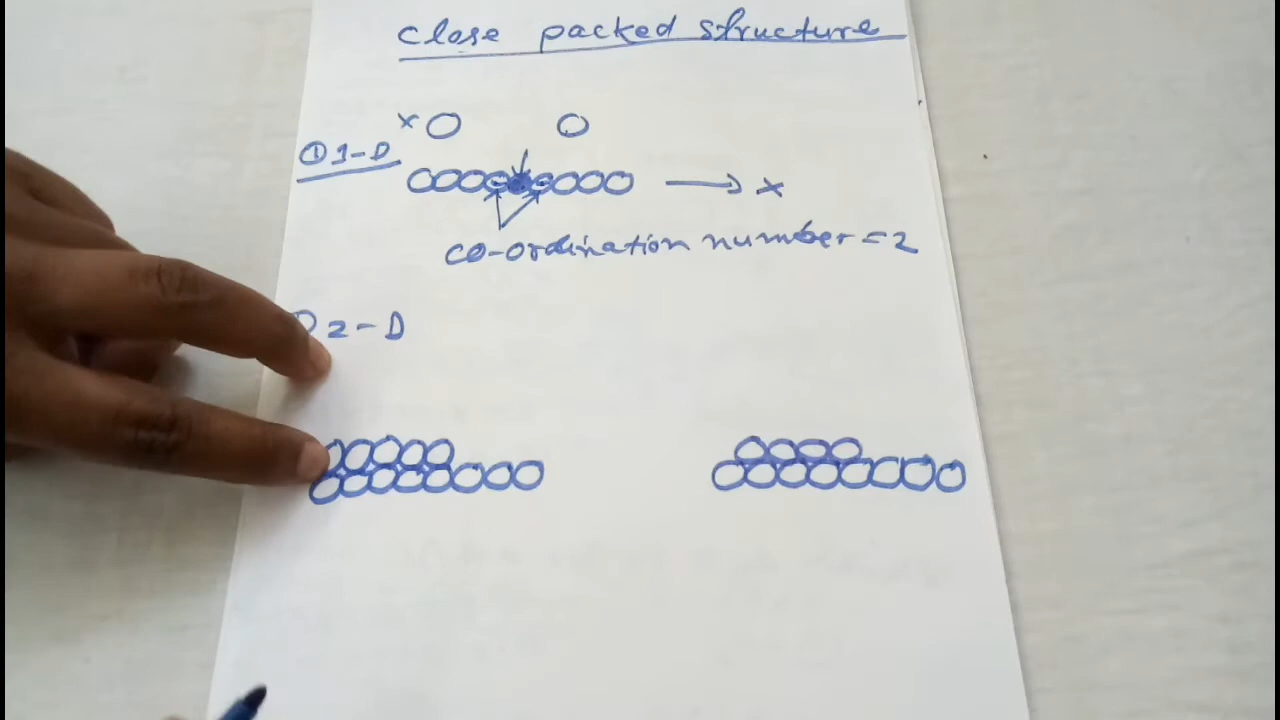 close packed structure
x
① 1-D
x
co-ordination number = 2
2-D